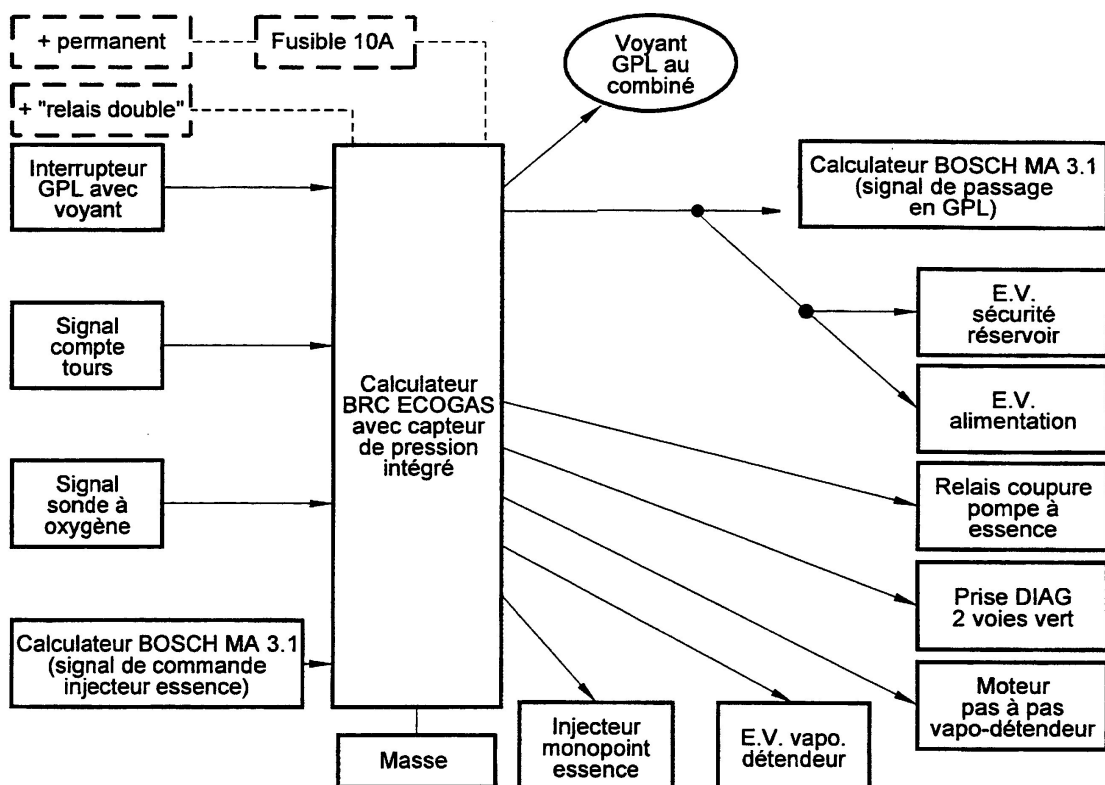 + permanent
Fusible 10A
+ "relais double"
Voyant
GPL au
combiné
Interrupteur
GPL avec
voyant
Calculateur BOSCH MA 3.1
(signal de passage
en GPL)
Signal
compte
tours
E.V.
sécurité
réservoir
Calculateur
BRC ECOGAS
avec capteur
de pression
intégré
E.V.
alimentation
Signal
sonde à
oxygène
Relais coupure
pompe à
essence
Prise DIAG
2 voies vert
Calculateur BOSCH MA 3.1
(signal de commande
injecteur essence)
Moteur
pas à pas
vapo-détendeur
Masse
Injecteur
monopoint
essence
E.V. vapo.
détendeur